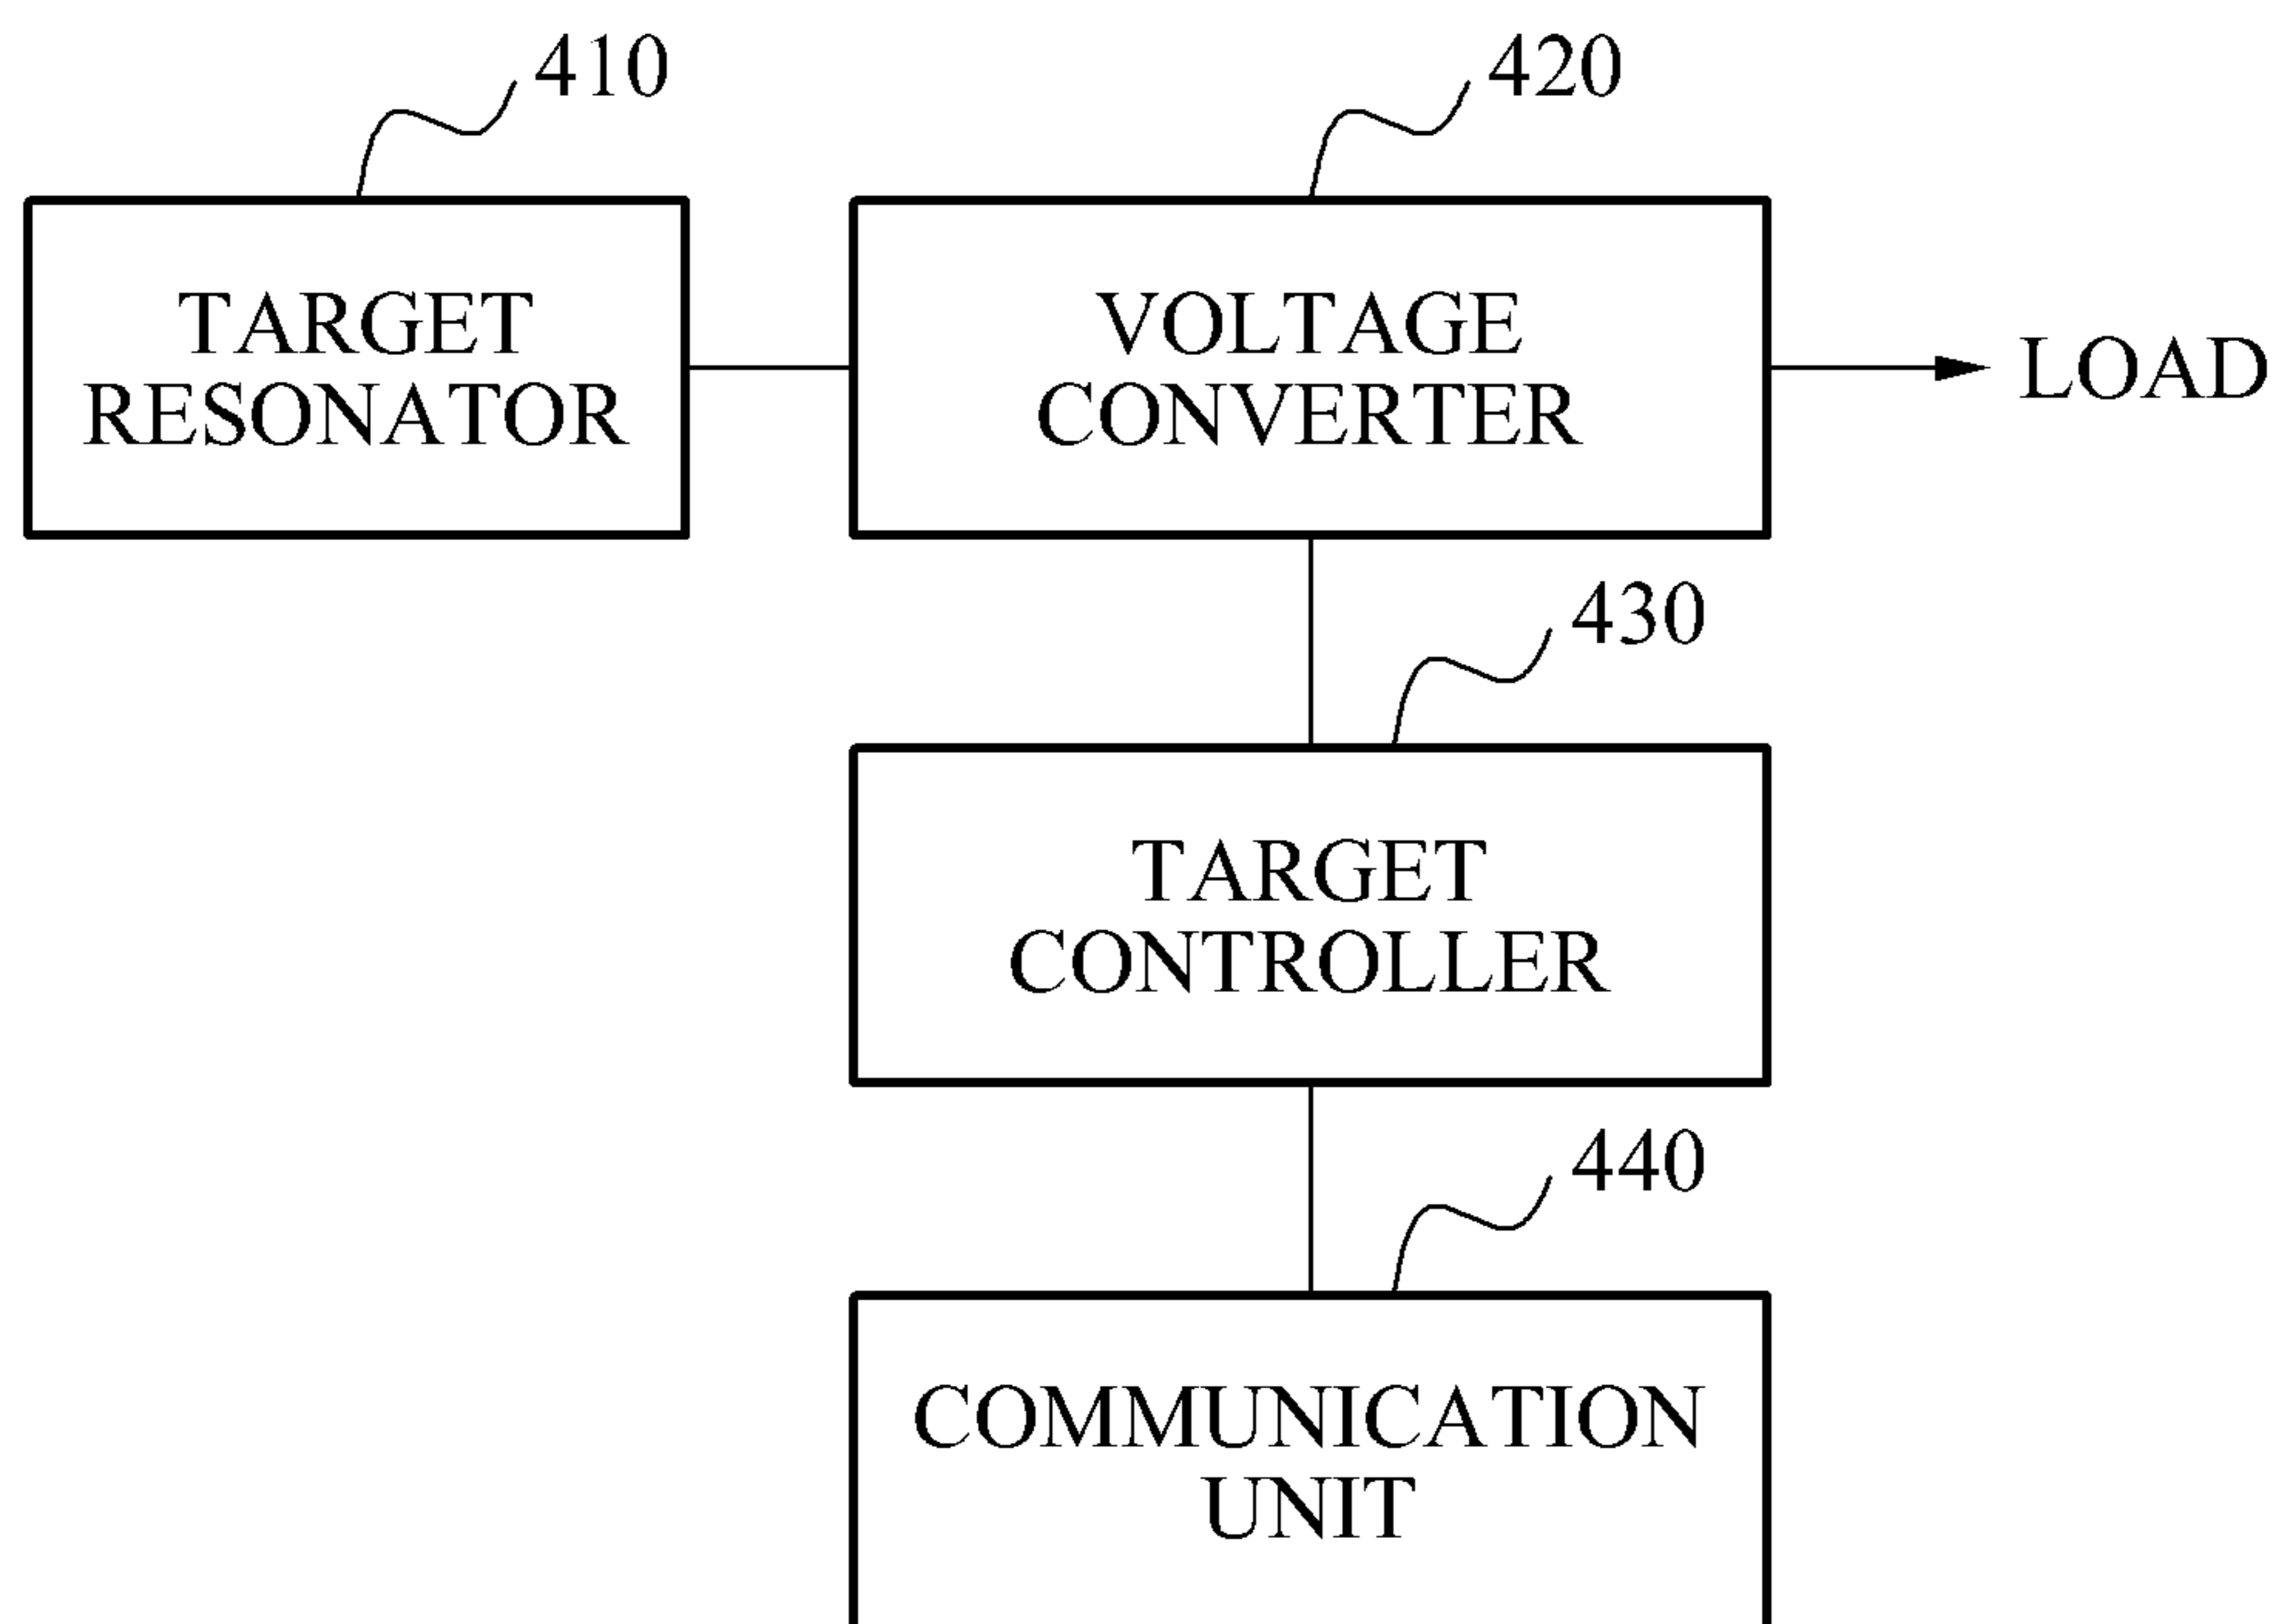 410
420
TARGET
RESONATOR
VOLTAGE
CONVERTER
LOAD
430
TARGET
CONTROLLER
440
COMMUNICATION
UNIT